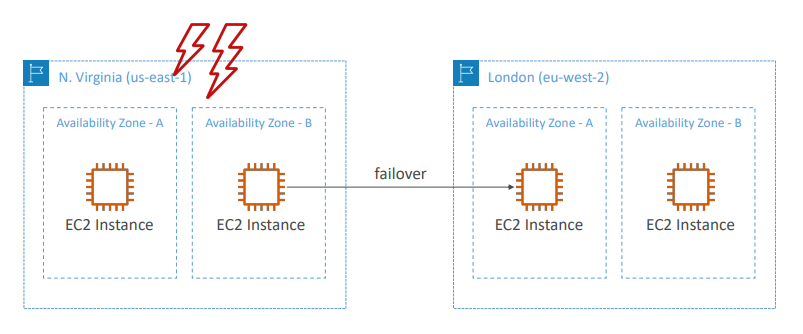 N. Virginia (us-east-1)
London (eu-west-2)
Availability Zone - A
Availability Zone - B
Availability Zone - A
Availability Zone - B
failover
EC2 Instance
EC2 Instance
EC2 Instance
EC2 Instance